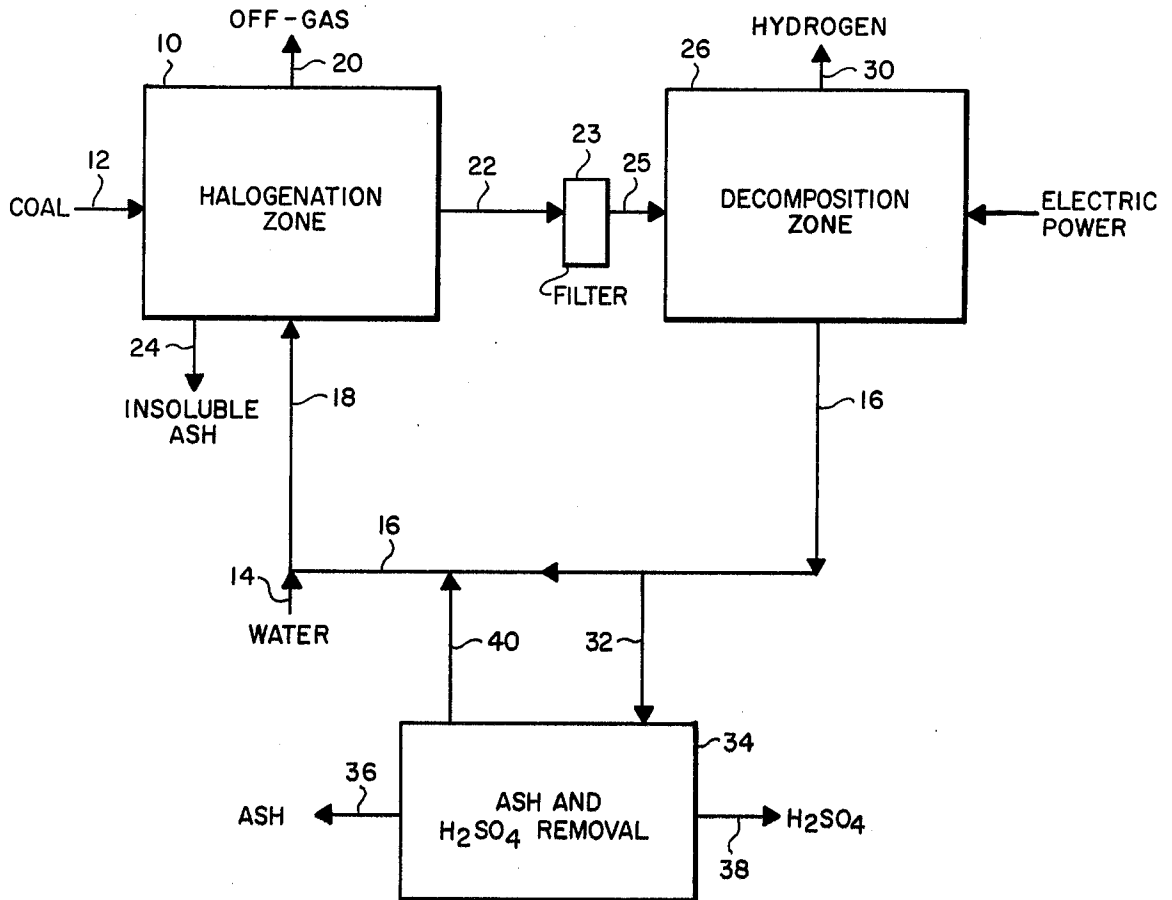 OFF-GAS
HYDROGEN
10
20
26
30
12
COAL
HALOGENATION
ZONE
22
23
25
FILTER
DECOMPOSITION
ZONE
ELECTRIC
POWER
24
INSOLUBLE
ASH
18
16
16
14
WATER
40
32
34
36
ASH
ASH AND
H₂SO₄ REMOVAL
H₂SO₄
38